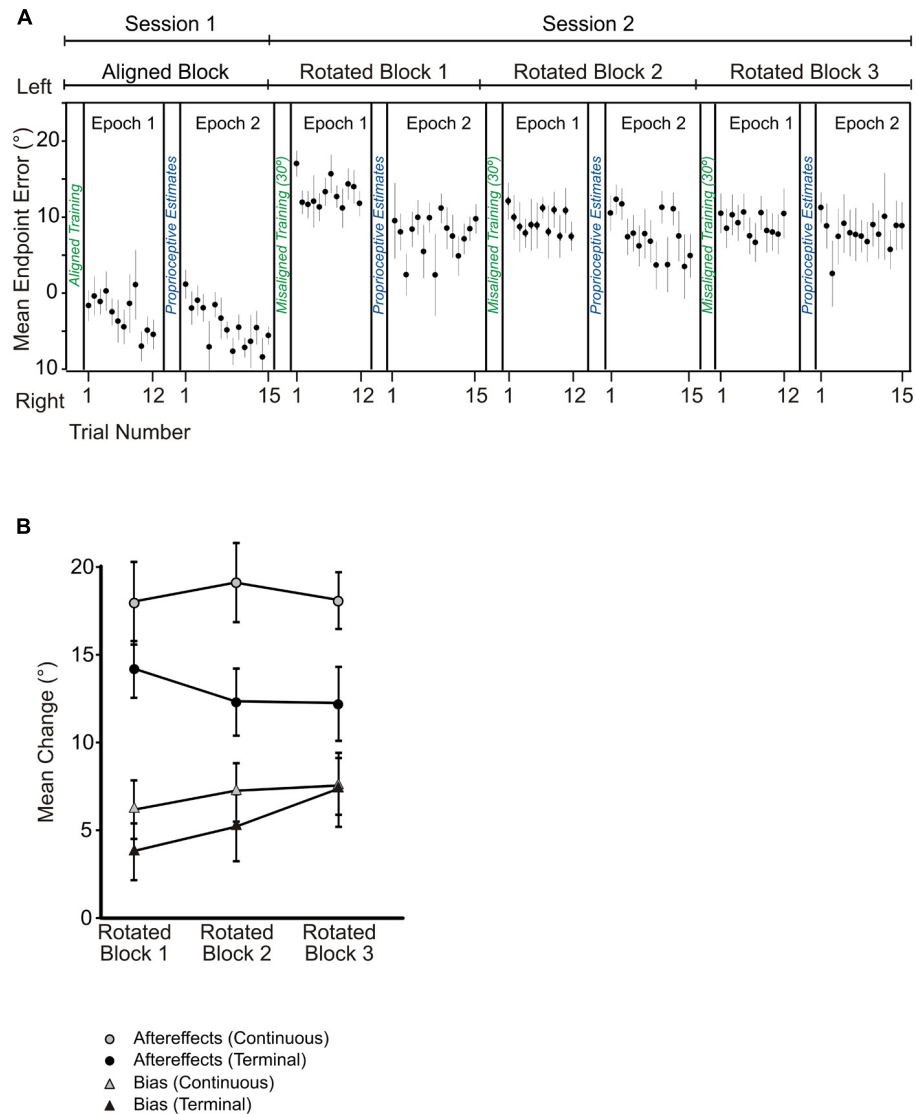 A
Session 1 Session 2
Left Aligned Block Rotated Block 1 Rotated Block 2 Rotated Block 3
Mean Endpoint Error (°)
20
10
0
10
Epoch 1 Epoch 2 Epoch 1 Epoch 2 Epoch 1 Epoch 2 Epoch 1 Epoch 2
Aligned Training
Proprioceptive Estimates
Misaligned Training (30º)
Proprioceptive Estimates
Misaligned Training (30º)
Proprioceptive Estimates
Misaligned Training (30º)
Proprioceptive Estimates
Right 1 12 1 15 1 12 1 15 1 12 1 15 1 12 1 15
Trial Number
B
Mean Change (°)
20
15
10
5
0
Rotated Rotated Rotated
Block 1 Block 2 Block 3
Aftereffects (Continuous)
Aftereffects (Terminal)
Bias (Continuous)
Bias (Terminal)